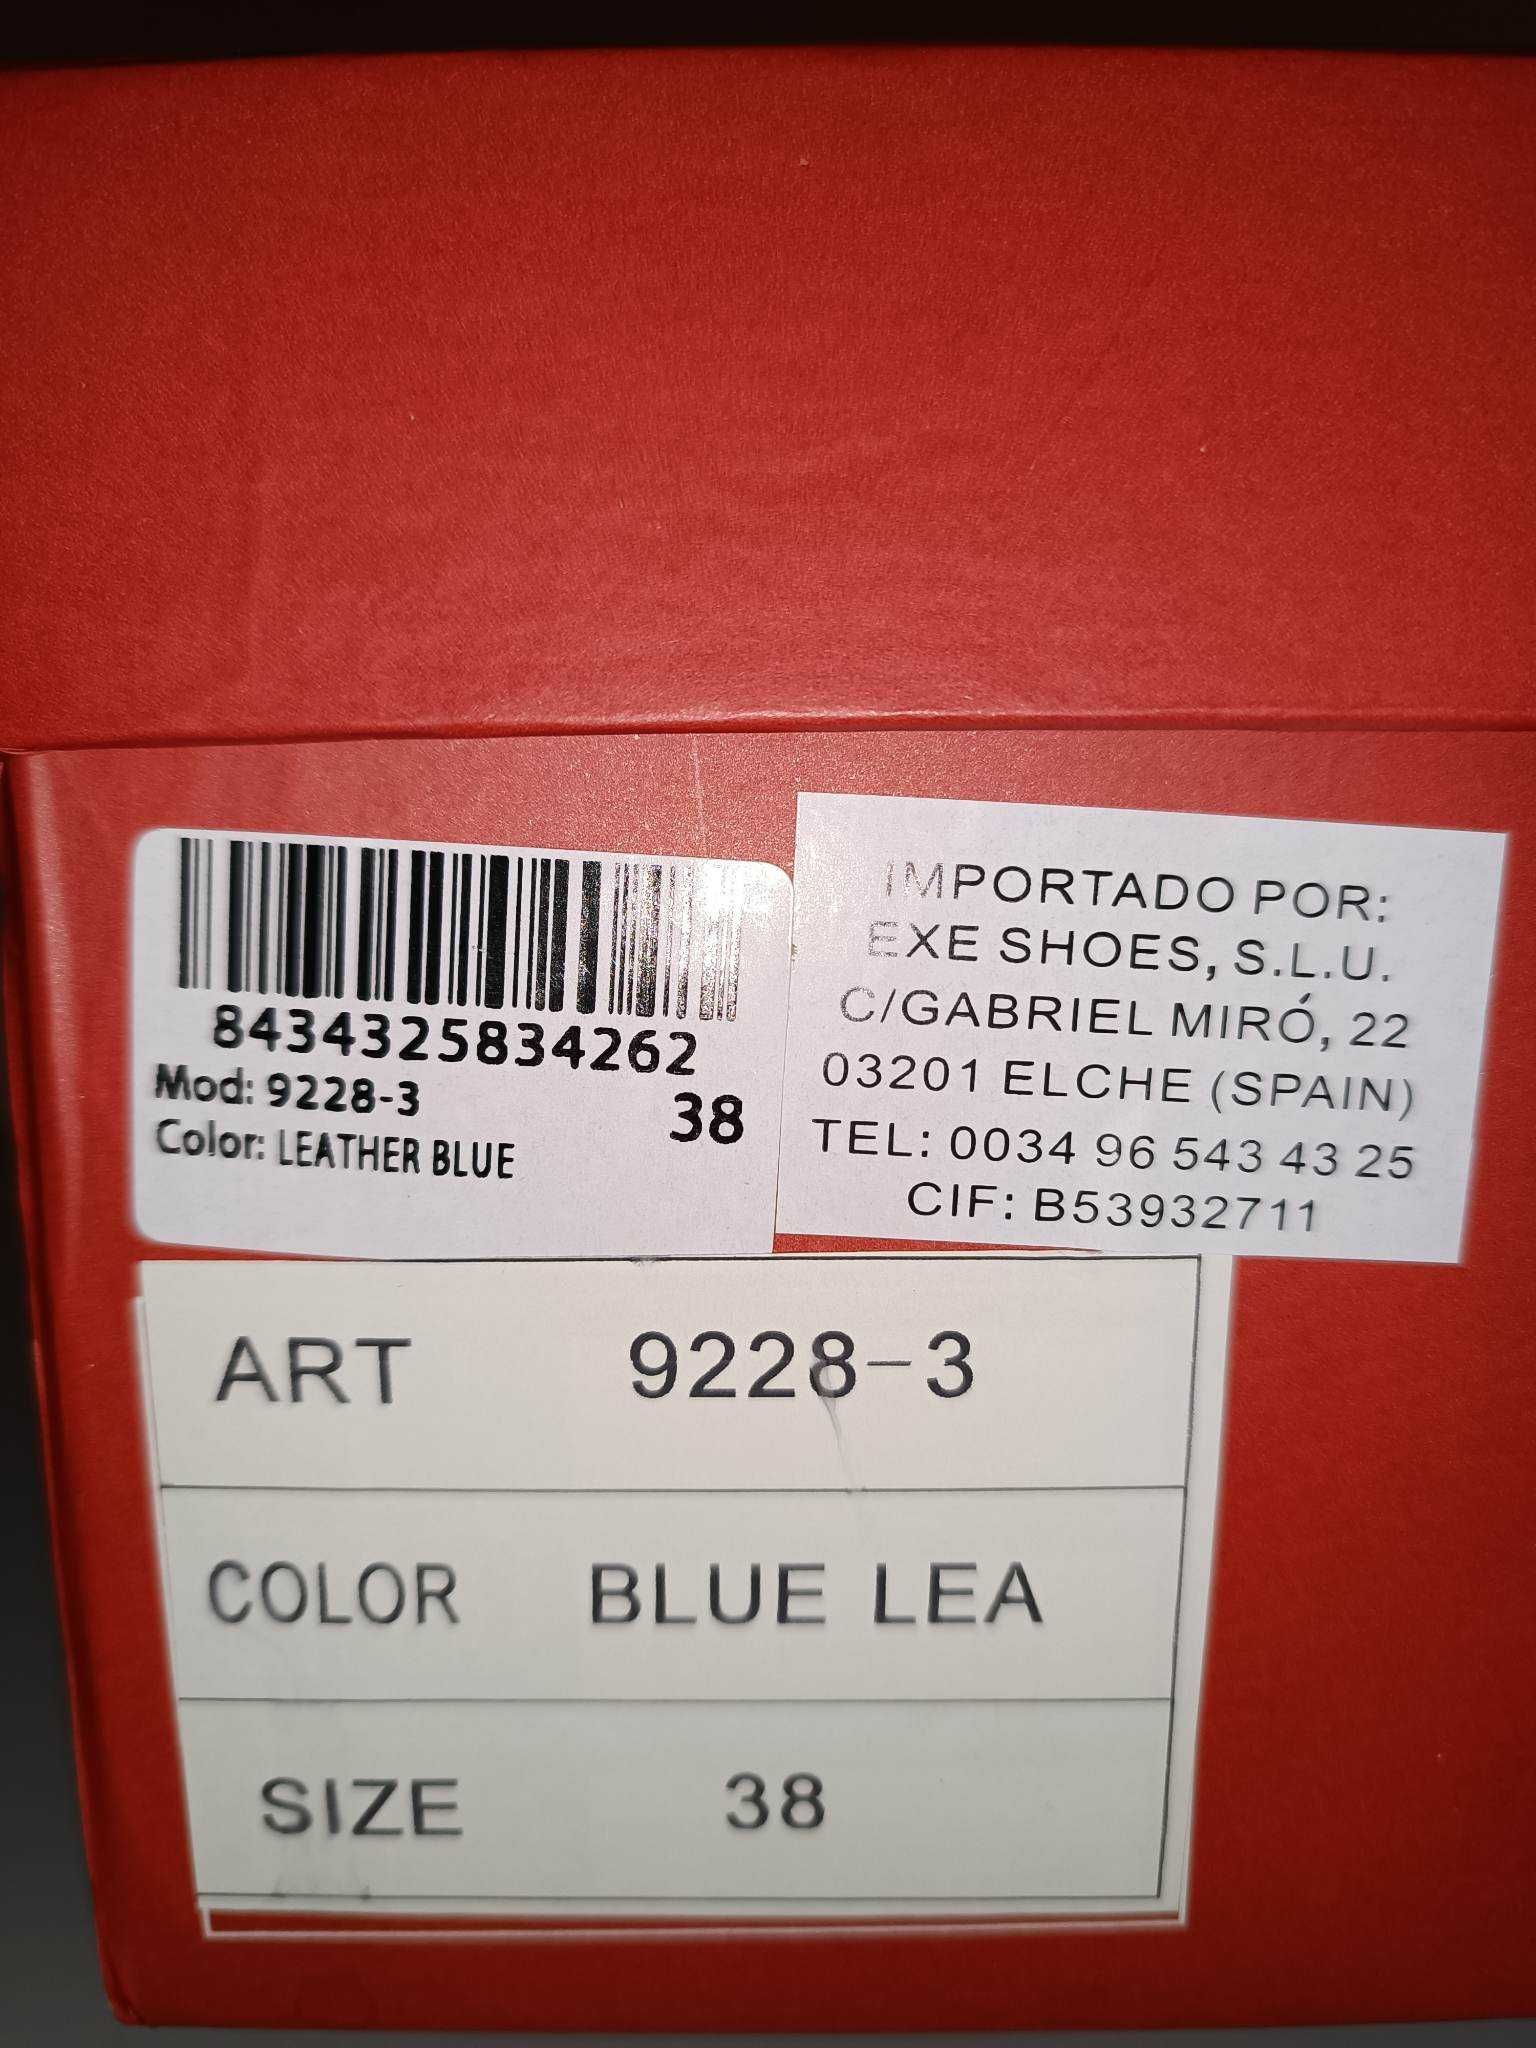 8434325834262
Mod: 9228-3
38
Color: LEATHER BLUE
IMPORTADO POR:
EXE SHOES, S.L.U.
C/GABRIEL MIRÓ, 22
03201 ELCHE (SPAIN)
TEL: 0034 96 543 43 25
CIF: B53932711
ART 9228-3
COLOR BLUE LEA
SIZE 38